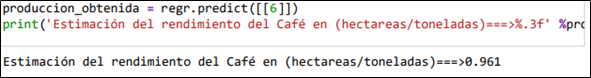 produccion_obtenida = regr.predict([[6]])
print('Estimación del rendimiento del Café en (hectareas/toneladas)===>%.3f' %pro
Estimación del rendimiento del Café en (hectareas/toneladas)===>0.961